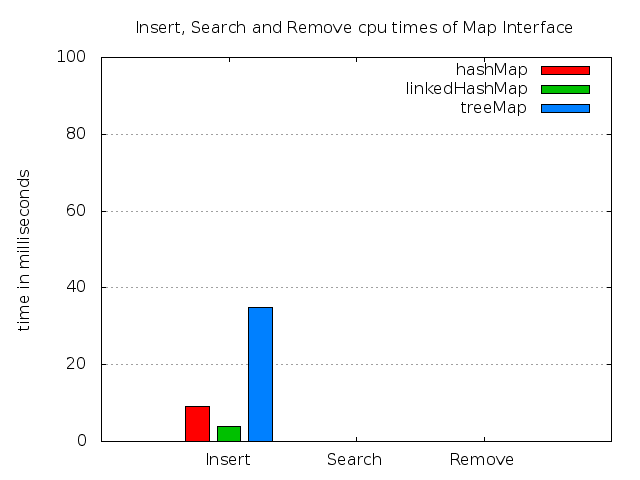 Insert, Search and Remove cpu times of Map Interface
100
80
60
40
20
0
time in milliseconds
hashMap
linkedHashMap
treeMap
Insert
Search
Remove